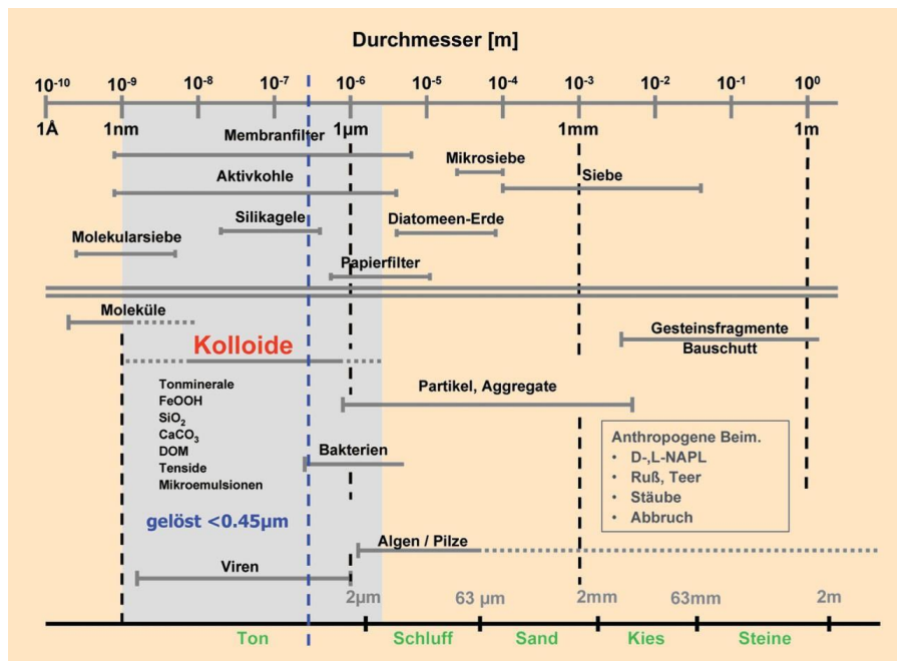 Durchmesser [m]
10⁻¹⁰ 10⁻⁹ 10⁻⁸ 10⁻⁷ 10⁻⁶ 10⁻⁵ 10⁻⁴ 10⁻³ 10⁻² 10⁻¹ 10⁰
1Å 1nm 1µm 1mm 1m
Membranfilter
Mikrosiebe
Aktivkohle
Siebe
Silikagele
Diatomeen-Erde
Molekularsiebe
Papierfilter
Moleküle
Gesteinsfragmente
Bauschutt
Kolloide
Partikel, Aggregate
Tonminerale
FeOOH
SiO₂
CaCO₃
DOM
Tenside
Mikroemulsionen
Bakterien
Anthropogene Beim.
• D-,L-NAPL
• Ruß, Teer
• Stäube
• Abbruch
gelöst <0.45µm
Algen / Pilze
Viren
2µm 63 µm 2mm 63mm 2m
Ton Schluff Sand Kies Steine